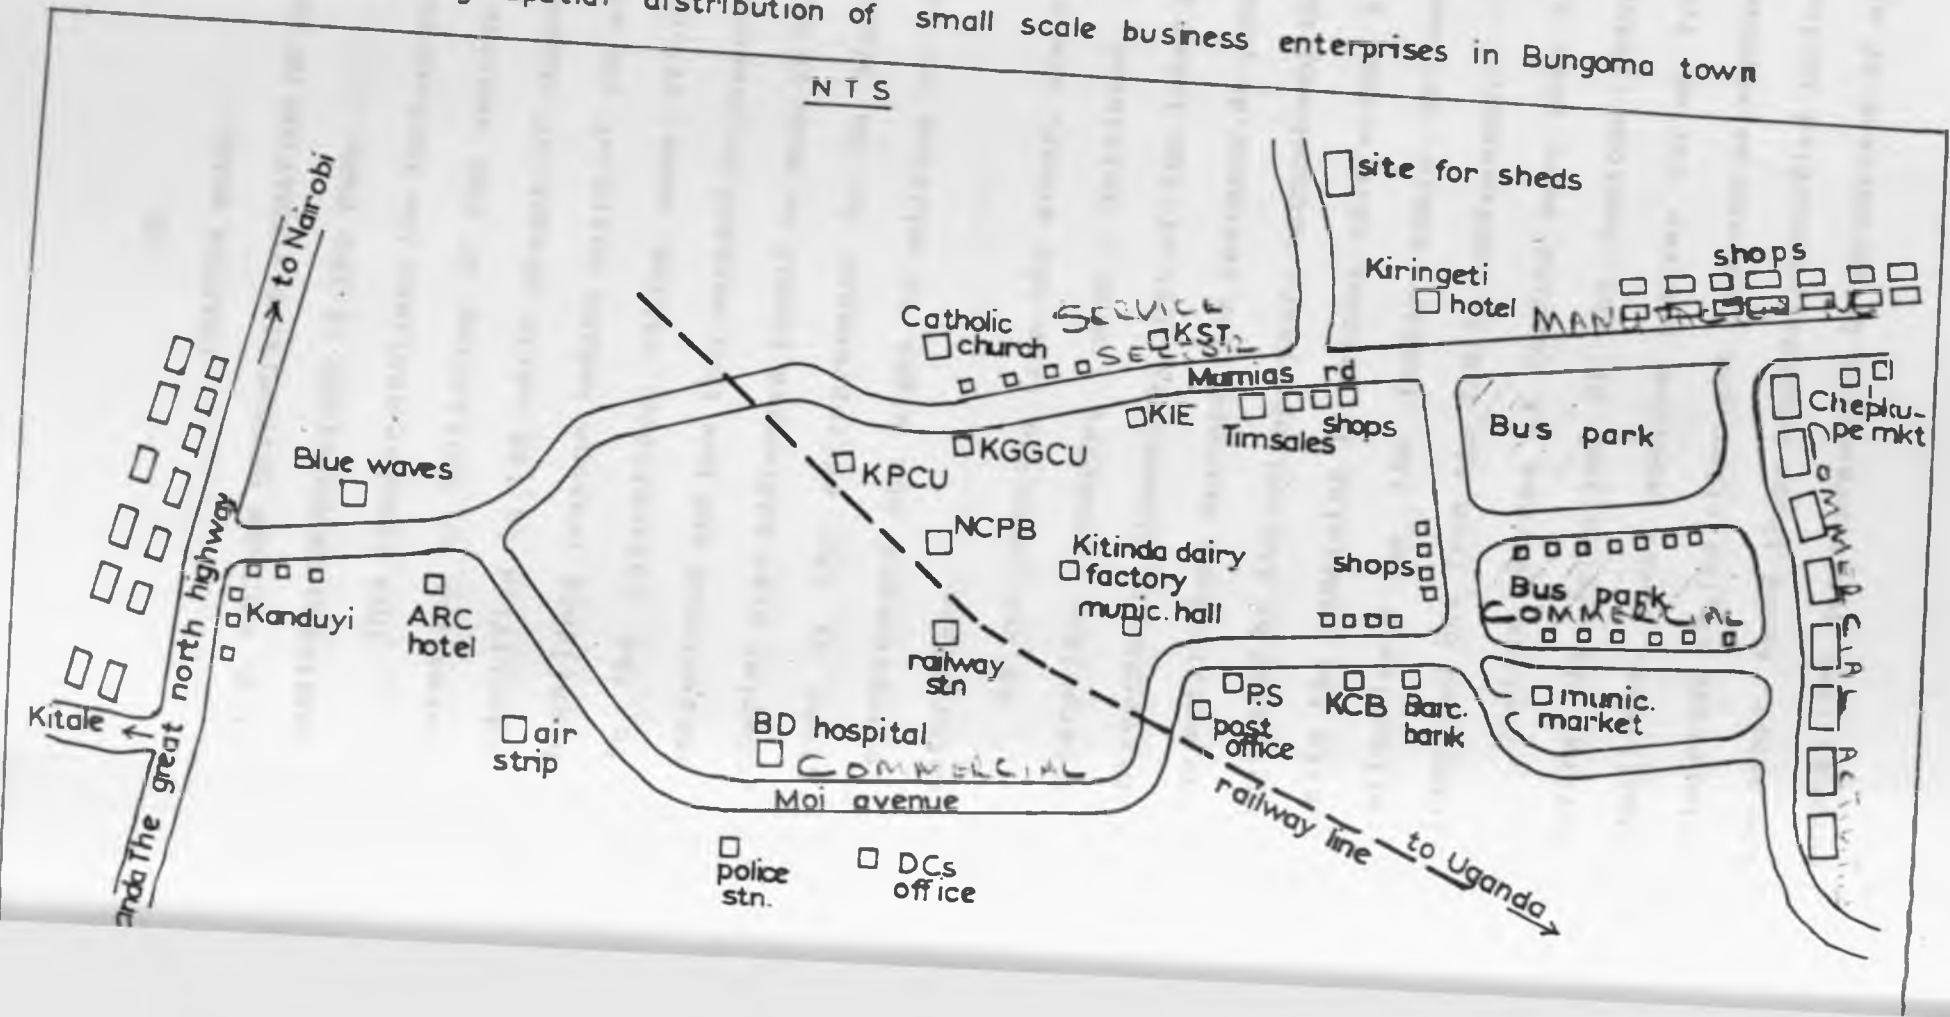 distribution of small scale business enterprises in Bungoma town
N T S
to Nairobi
site for sheds
shops
Kiringeti
hotel
Catholic
church
SERVICE
KST
Mumias rd
KIE
Timsales
shops
Bus park
Chepku-
pe mkt
KGGCU
KPCU
Blue waves
NCPB
Kitinda dairy
factory
munic. hall
shops
Bus park
COMMERCIAL
COMMERCIAL
Kanduyi
ARC
hotel
The great north highway
railway
stn
Kitale
air
strip
BD hospital
COMMERCIAL
Moi avenue
P.S
post
office
KCB
Barc.
bank
munic.
market
railway line
to Uganda
police
stn.
DCs
office